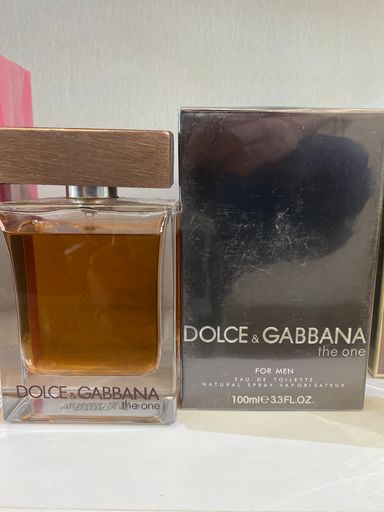 DOLCE & GABBANA
the one
FOR MEN
EAU DE TOILETTE
NATURAL SPRAY VAPORISATEUR
100ml℮3.3FL.OZ.
DOLCE & GABBANA
the one